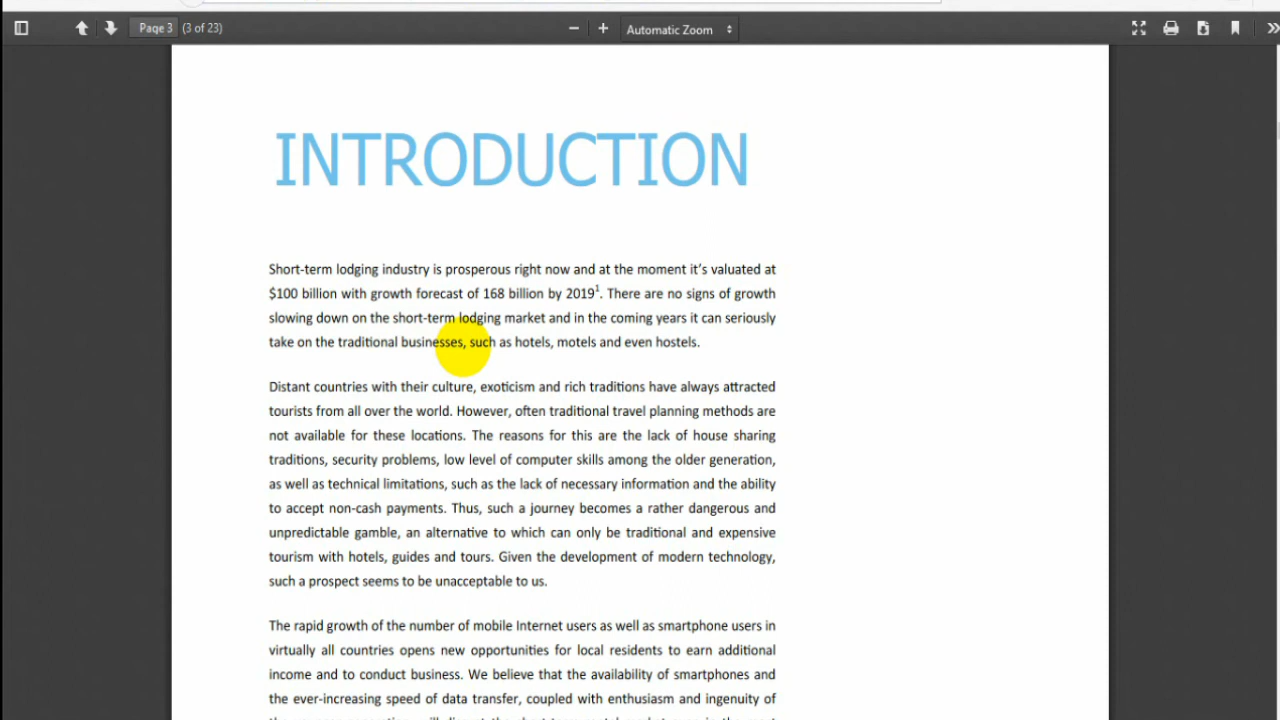 Page 3 (3 of 23)
Automatic Zoom
INTRODUCTION
Short-term lodging industry is prosperous right now and at the moment it’s valued at
$100 billion with growth forecast of 168 billion by 2019¹. There are no signs of growth
slowing down on the short-term lodging market and in the coming years it can seriously
take on the traditional businesses, such as hotels, motels and even hostels.
Distant countries with their culture, exoticism and rich traditions have always attracted
tourists from all over the world. However, often traditional travel planning methods are
not available for these locations. The reasons for this are the lack of house sharing
traditions, security problems, low level of computer skills among the older generation,
as well as technical limitations, such as the lack of necessary information and the ability
to accept non-cash payments. Thus, such a journey becomes a rather dangerous and
unpredictable gamble, an alternative to which can only be traditional and expensive
tourism with hotels, guides and tours. Given the development of modern technology,
such a prospect seems to be unacceptable to us.
The rapid growth of the number of mobile Internet users as well as smartphone users in
virtually all countries opens new opportunities for local residents to earn additional
income and to conduct business. We believe that the availability of smartphones and
the ever-increasing speed of data transfer, coupled with enthusiasm and ingenuity of